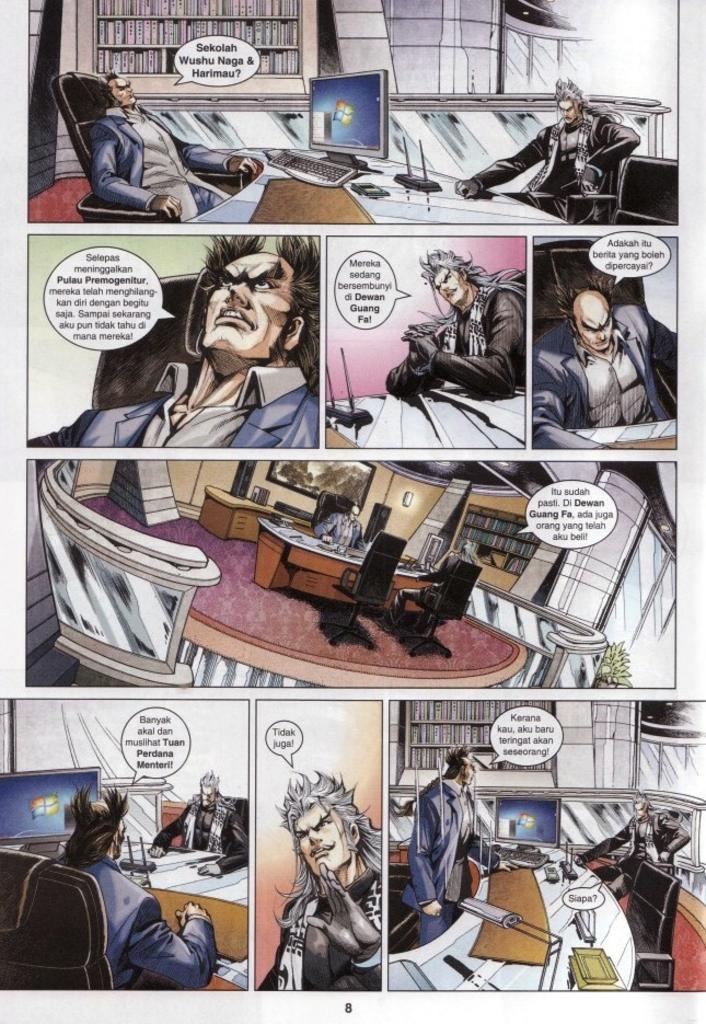 Sekolah
Wushu Naga &
Harimau?
Selepas
meninggalkan
Pulau Premogenitur,
mereka telah menghilang-
kan diri dengan begitu
saja. Sampai sekarang
aku pun tidak tahu di
mana mereka!
Mereka
sedang
bersembunyi
di Dewan
Guang
Fa!
Adakah itu
berita yang boleh
dipercayai?
Itu sudah
pasti. Di Dewan
Guang Fa, ada juga
orang yang telah
aku beli!
Banyak
akal dan
muslihat Tuan
Perdana
Menteri!
Tidak
juga!
Kerana
kau, aku baru
teringat akan
seseorang!
Siapa?
8